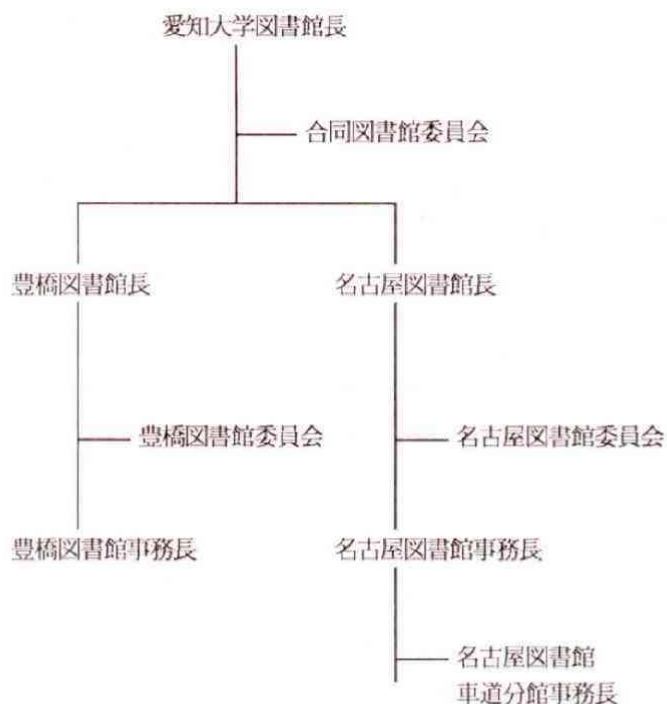 愛知大学図書館長
合同図書館委員会
豊橋図書館長
名古屋図書館長
豊橋図書館委員会
名古屋図書館委員会
豊橋図書館事務長
名古屋図書館事務長
名古屋図書館
車道分館事務長